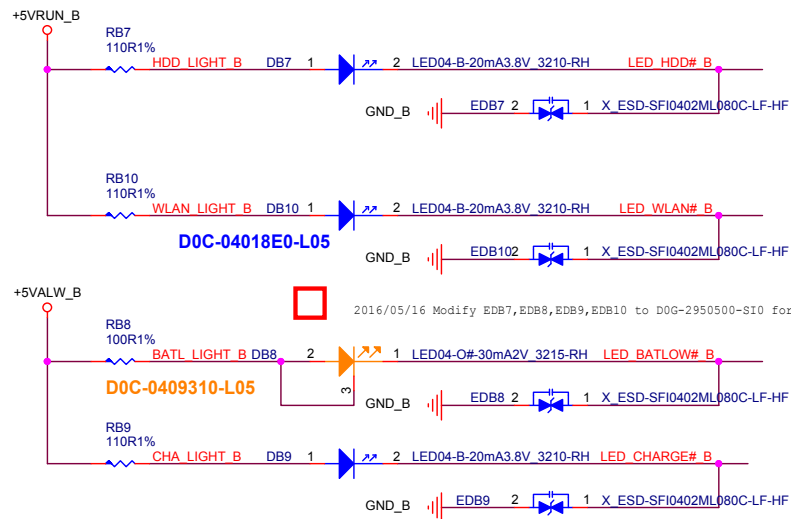 +5VRUN_B
RB7
110R1%
HDD_LIGHT_B DB7 1 2 LED04-B-20mA3.8V_3210-RH LED_HDD#_B
GND_B EDB7 2 1 X_ESD-SFI0402ML080C-LF-HF
RB10
110R1%
WLAN_LIGHT_B DB10 1 2 LED04-B-20mA3.8V_3210-RH LED_WLAN#_B
D0C-04018E0-L05
GND_B EDB102 1 X_ESD-SFI0402ML080C-LF-HF
+5VALW_B
2016/05/16 Modify EDB7,EDB8,EDB9,EDB10 to D0G-2950500-SI0 for
RB8
100R1%
BATL_LIGHT_B DB8 2 1 LED04-O#-30mA2V_3215-RH LED_BATLOW#_B
D0C-0409310-L05
3
GND_B EDB8 2 1 X_ESD-SFI0402ML080C-LF-HF
RB9
110R1%
CHA_LIGHT_B DB9 1 2 LED04-B-20mA3.8V_3210-RH LED_CHARGE#_B
GND_B EDB9 2 1 X_ESD-SFI0402ML080C-LF-HF